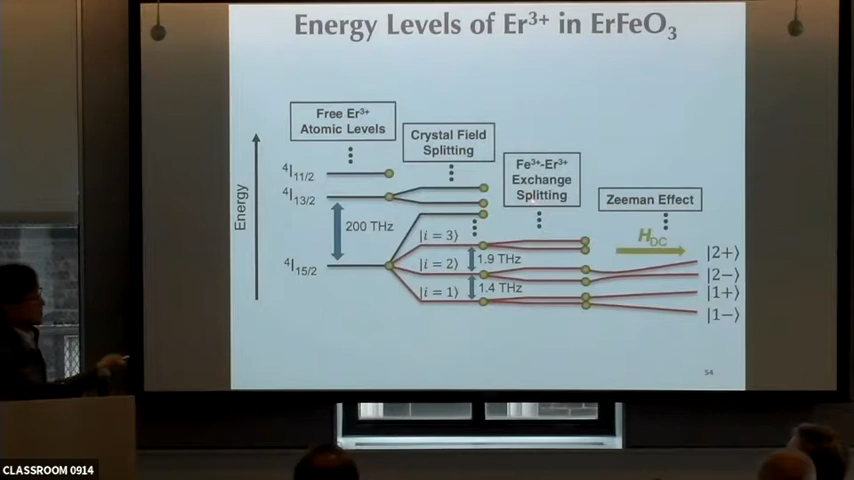 Energy Levels of Er³⁺ in ErFeO₃
Free Er³⁺
Atomic Levels
Crystal Field
Splitting
Fe³⁺-Er³⁺
Exchange
Splitting
Zeeman Effect
Energy
⁴I₁₁/₂
⁴I₁₃/₂
200 THz
⁴I₁₅/₂
|i = 3⟩
|i = 2⟩
|i = 1⟩
1.9 THz
1.4 THz
H_DC
|2+⟩
|2−⟩
|1+⟩
|1−⟩
54
CLASSROOM 0914